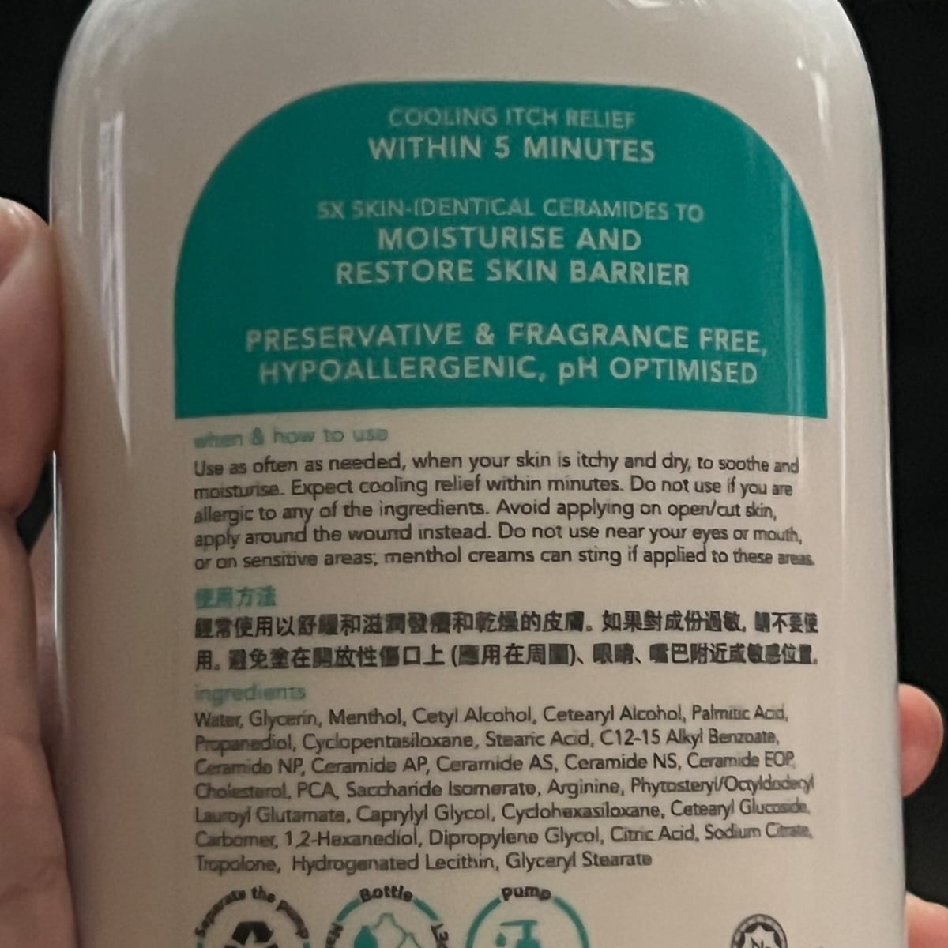 COOLING ITCH RELIEF
WITHIN 5 MINUTES
5X SKIN-IDENTICAL CERAMIDES TO
MOISTURISE AND
RESTORE SKIN BARRIER
PRESERVATIVE & FRAGRANCE FREE,
HYPOALLERGENIC, pH OPTIMISED
when & how to use
Use as often as needed, when your skin is itchy and dry, to soothe and
moisturise. Expect cooling relief within minutes. Do not use if you are
allergic to any of the ingredients. Avoid applying on open/cut skin,
apply around the wound instead. Do not use near your eyes or mouth,
or on sensitive areas; menthol creams can sting if applied to these areas.
使用方法
經常使用以舒緩和滋潤發癢和乾燥的皮膚。如果對成份過敏, 請不要使
用。避免塗在開放性傷口上 (應用在周圍)、眼睛、嘴巴附近或敏感位置。
ingredients
Water, Glycerin, Menthol, Cetyl Alcohol, Cetearyl Alcohol, Palmitic Acid,
Propanediol, Cyclopentasiloxane, Stearic Acid, C12-15 Alkyl Benzoate,
Ceramide NP, Ceramide AP, Ceramide AS, Ceramide NS, Ceramide EOP,
Cholesterol, PCA, Saccharide Isomerate, Arginine, Phytosteryl/Octyldodecyl
Lauroyl Glutamate, Caprylyl Glycol, Cyclohexasiloxane, Cetearyl Glucoside,
Carbomer, 1,2-Hexanediol, Dipropylene Glycol, Citric Acid, Sodium Citrate,
Tropolone, Hydrogenated Lecithin, Glyceryl Stearate
Separate the pump
Bottle
Pump